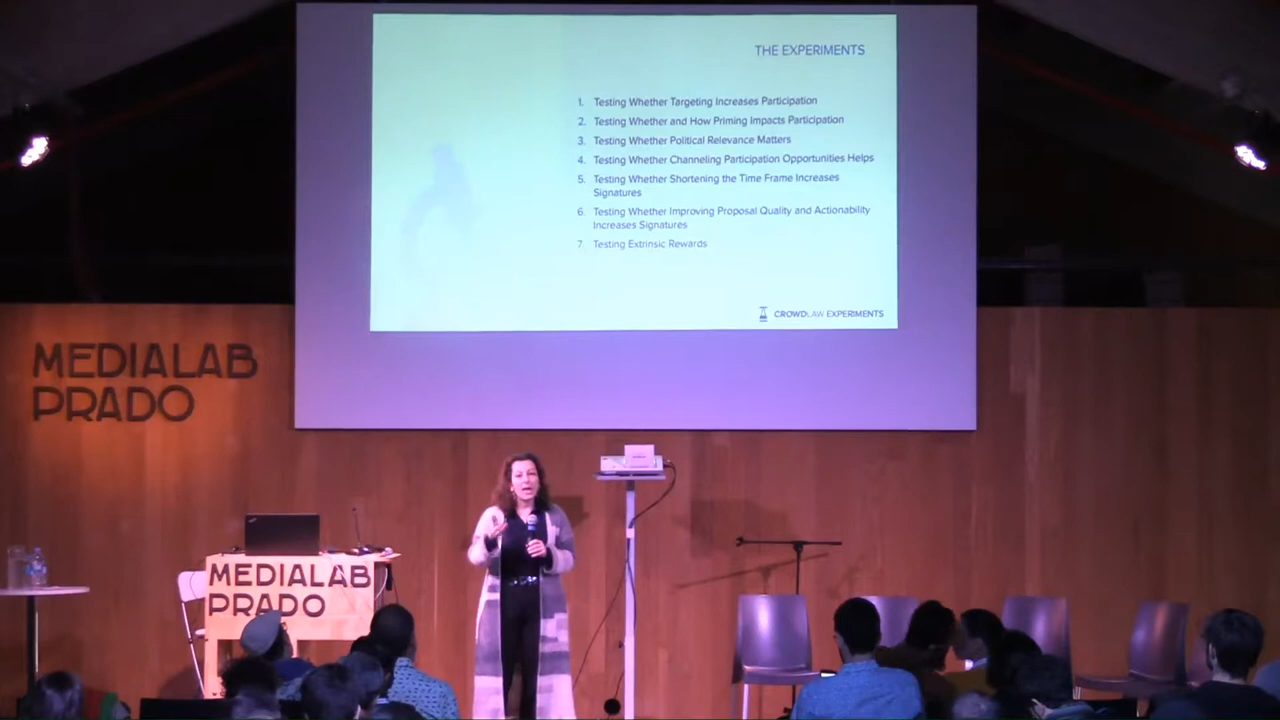 THE EXPERIMENTS
1. Testing Whether Targeting Increases Participation
2. Testing Whether and How Priming Impacts Participation
3. Testing Whether Political Relevance Matters
4. Testing Whether Channeling Participation Opportunities Helps
5. Testing Whether Shortening the Time Frame Increases
Signatures
6. Testing Whether Improving Proposal Quality and Actionability
Increases Signatures
7. Testing Extrinsic Rewards
CROWDLAW EXPERIMENTS
MEDIALAB
PRADO
MEDIALAB
PRADO